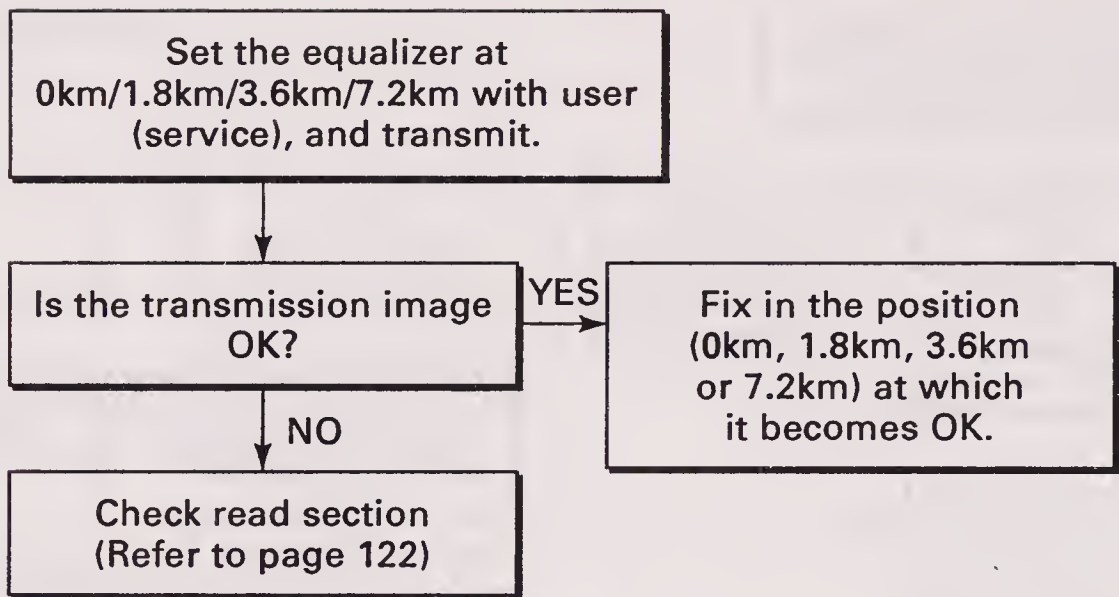 Set the equalizer at
0km/1.8km/3.6km/7.2km with user
(service), and transmit.
Is the transmission image
OK?
YES
Fix in the position
(0km, 1.8km, 3.6km
or 7.2km) at which
it becomes OK.
NO
Check read section
(Refer to page 122)